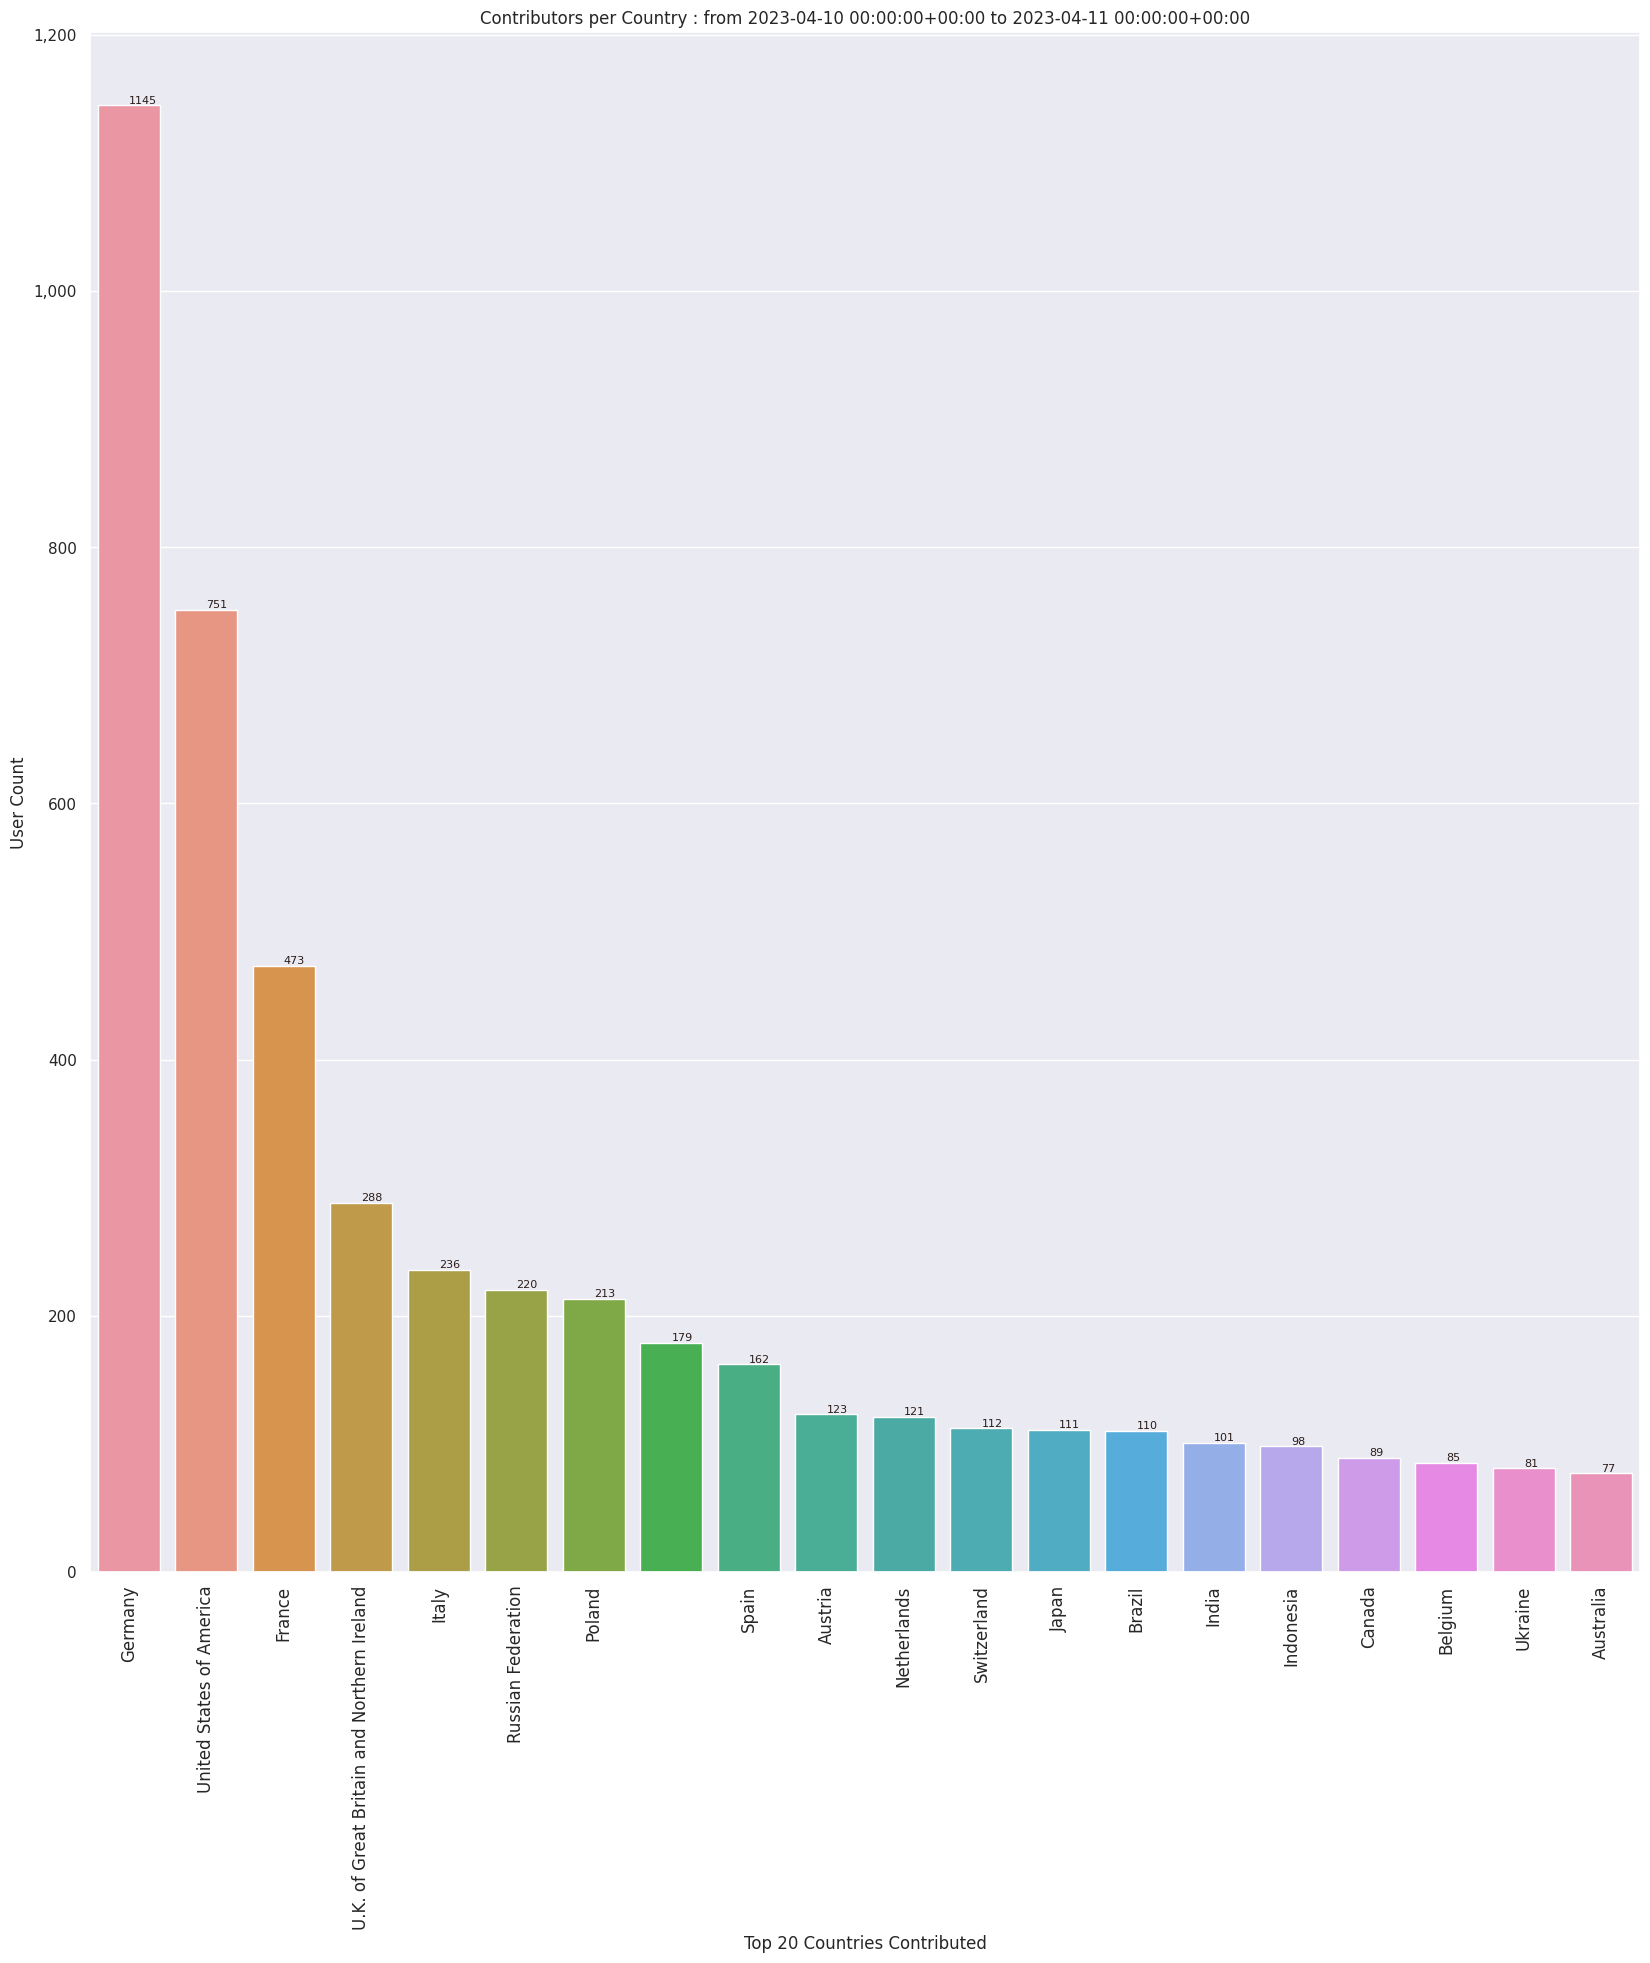 Contributors per Country : from 2023-04-10 00:00:00+00:00 to 2023-04-11 00:00:00+00:00
1,200
1,000
800
600
400
200
0
User Count
1145
751
473
288
236
220
213
179
162
123
121
112
111
110
101
98
89
85
81
77
Germany
United States of America
France
U.K. of Great Britain and Northern Ireland
Italy
Russian Federation
Poland
Spain
Austria
Netherlands
Switzerland
Japan
Brazil
India
Indonesia
Canada
Belgium
Ukraine
Australia
Top 20 Countries Contributed